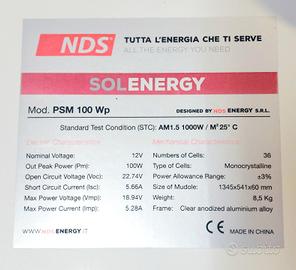 NDS
TUTTA L'ENERGIA CHE TI SERVE
ALL THE ENERGY YOU NEED
SOLENERGY
Mod. PSM 100 Wp
DESIGNED BY NDS ENERGY S.R.L.
Standard Test Condition (STC): AM1.5 1000W / M² 25° C
Electric Characteristics
Mechanical Characteristics
Nominal Voltage: 12V
Number of Cells: 36
Out Peak Power (Pm): 100W
Type of Cells: Monocrystalline
Open Circuit Voltage (Voc): 22.74V
Power Allowance Range: ±3%
Short Circuit Current (Isc): 5.66A
Size of Mudole: 1345x541x60 mm
Max Power Voltage (Vmp): 18.94V
Weight: 8,5 Kg
Max Power Current (Imp): 5.28A
Frame: Clear anodized aluminium alloy
WWW.NDSENERGY.IT
CE
MADE IN CHINA
subito